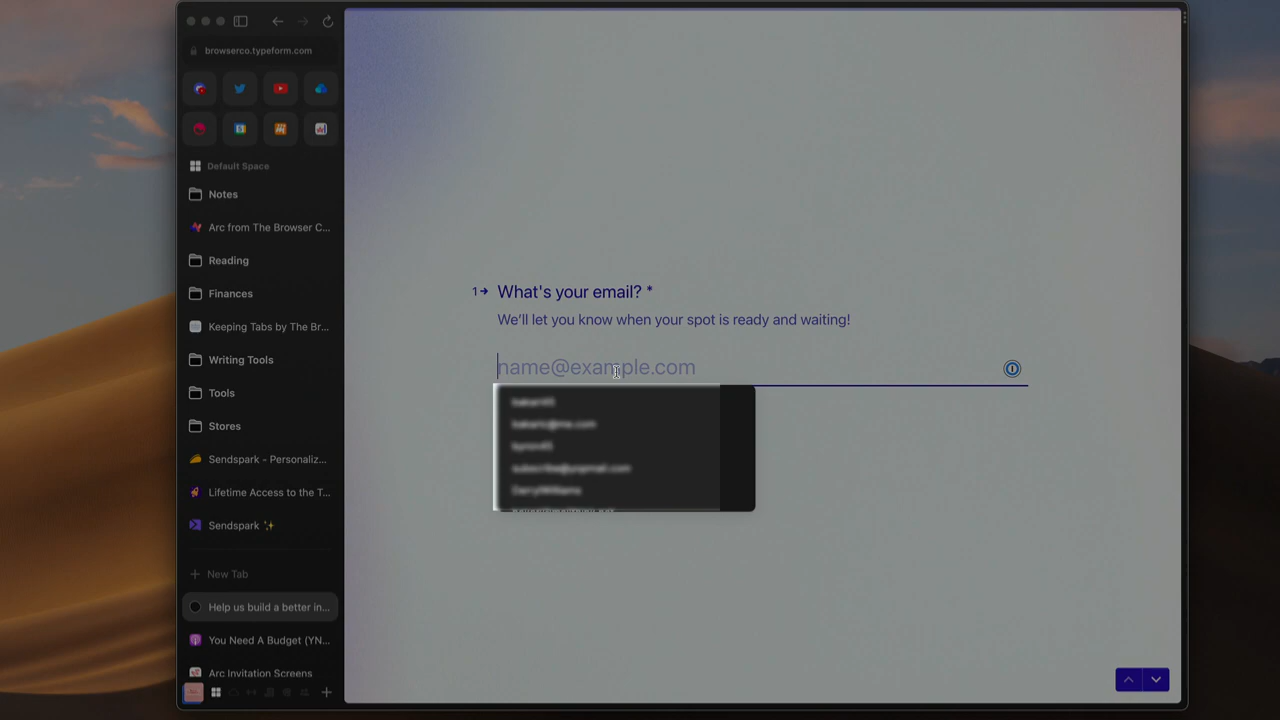 browserco.typeform.com
Default Space
Notes
Arc from The Browser C...
Reading
Finances
Keeping Tabs by The Br...
Writing Tools
Tools
Stores
Sendspark - Personaliz...
Lifetime Access to the T...
Sendspark ✨
+ New Tab
Help us build a better in...
You Need A Budget (YN...
Arc Invitation Screens
1→ What's your email? *
We'll let you know when your spot is ready and waiting!
name@example.com